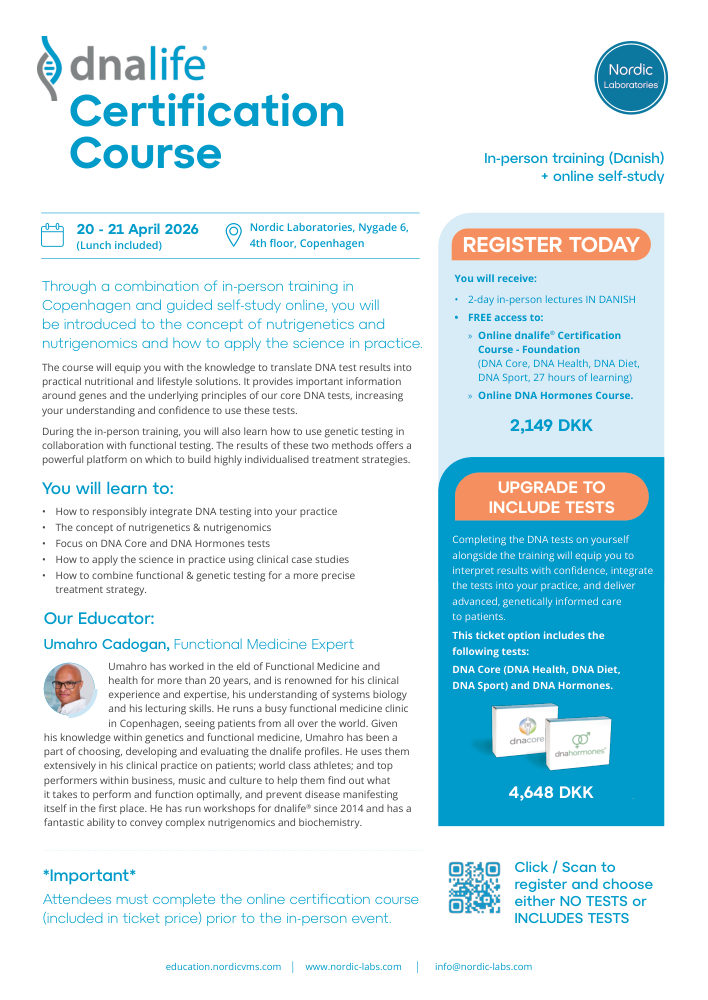 dnalife®
Certification
Course
Nordic
Laboratories
In-person training (Danish)
+ online self-study
20 - 21 April 2026
(Lunch included)
Nordic Laboratories, Nygade 6,
4th floor, Copenhagen
Through a combination of in-person training in
Copenhagen and guided self-study online, you will
be introduced to the concept of nutrigenetics and
nutrigenomics and how to apply the science in practice.
The course will equip you with the knowledge to translate DNA test results into
practical nutritional and lifestyle solutions. It provides important information
around genes and the underlying principles of our core DNA tests, increasing
your understanding and confidence to use these tests.
During the in-person training, you will also learn how to use genetic testing in
collaboration with functional testing. The results of these two methods offers a
powerful platform on which to build highly individualised treatment strategies.
You will learn to:
• How to responsibly integrate DNA testing into your practice
• The concept of nutrigenetics & nutrigenomics
• Focus on DNA Core and DNA Hormones tests
• How to apply the science in practice using clinical case studies
• How to combine functional & genetic testing for a more precise
treatment strategy.
Our Educator:
Umahro Cadogan, Functional Medicine Expert
Umahro has worked in the eld of Functional Medicine and
health for more than 20 years, and is renowned for his clinical
experience and expertise, his understanding of systems biology
and his lecturing skills. He runs a busy functional medicine clinic
in Copenhagen, seeing patients from all over the world. Given
his knowledge within genetics and functional medicine, Umahro has been a
part of choosing, developing and evaluating the dnalife profiles. He uses them
extensively in his clinical practice on patients; world class athletes; and top
performers within business, music and culture to help them find out what
it takes to perform and function optimally, and prevent disease manifesting
itself in the first place. He has run workshops for dnalife® since 2014 and has a
fantastic ability to convey complex nutrigenomics and biochemistry.
*Important*
Attendees must complete the online certification course
(included in ticket price) prior to the in-person event.
REGISTER TODAY
You will receive:
• 2-day in-person lectures IN DANISH
• FREE access to:
» Online dnalife® Certification
Course - Foundation
(DNA Core, DNA Health, DNA Diet,
DNA Sport, 27 hours of learning)
» Online DNA Hormones Course.
2,149 DKK
UPGRADE TO
INCLUDE TESTS
Completing the DNA tests on yourself
alongside the training will equip you to
interpret results with confidence, integrate
the tests into your practice, and deliver
advanced, genetically informed care
to patients.
This ticket option includes the
following tests:
DNA Core (DNA Health, DNA Diet,
DNA Sport) and DNA Hormones.
dnacore
dnahormones
4,648 DKK
Click / Scan to
register and choose
either NO TESTS or
INCLUDES TESTS
education.nordicvms.com | www.nordic-labs.com | info@nordic-labs.com